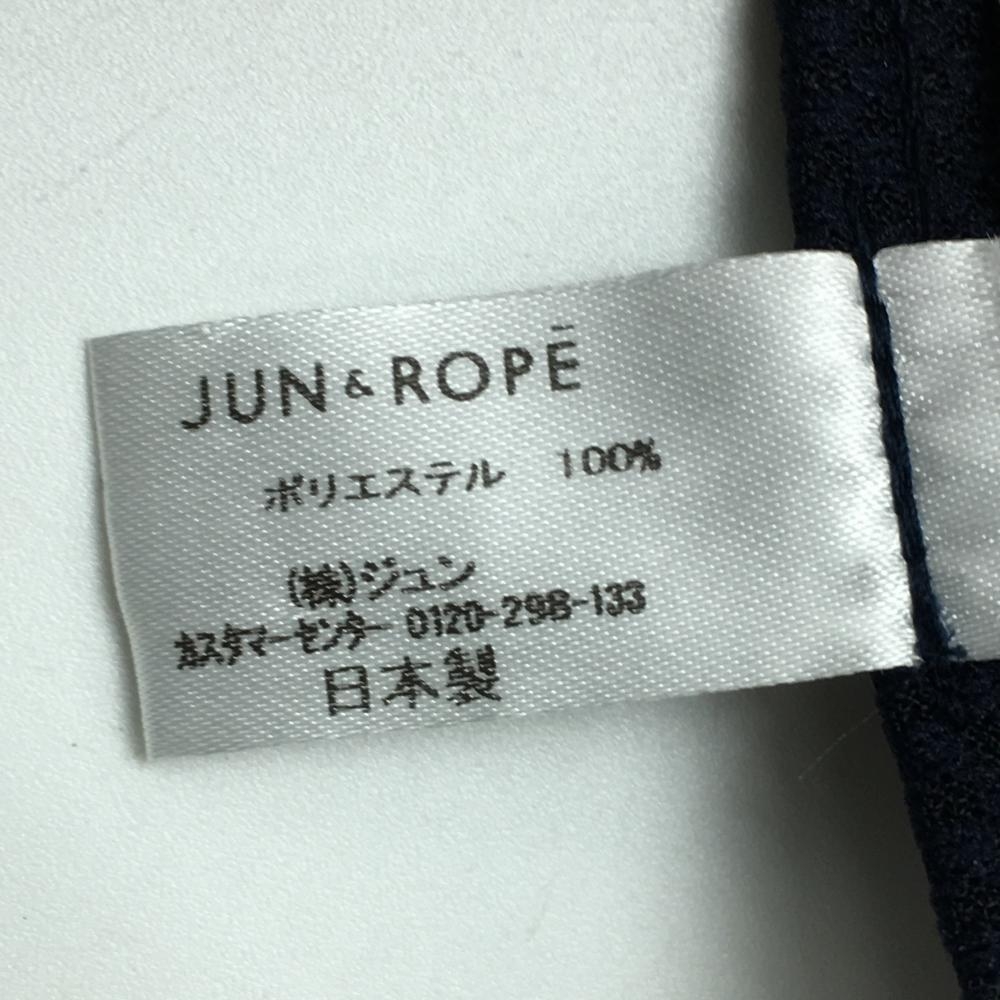 JUN & ROPĒ
ポリエステル 100%
(株)ジュン
カスタマーセンター 0120-298-133
日本製